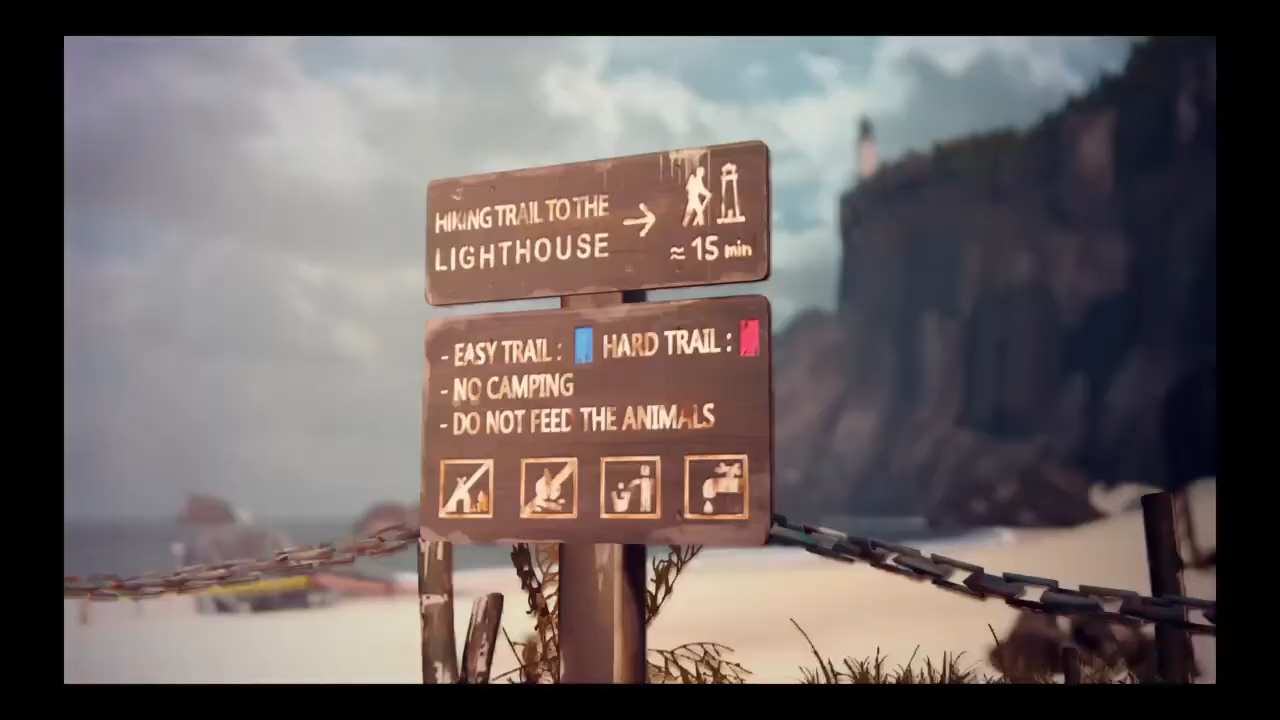 HIKING TRAIL TO THE
LIGHTHOUSE →
≈ 15 min
- EASY TRAIL : HARD TRAIL :
- NO CAMPING
- DO NOT FEED THE ANIMALS